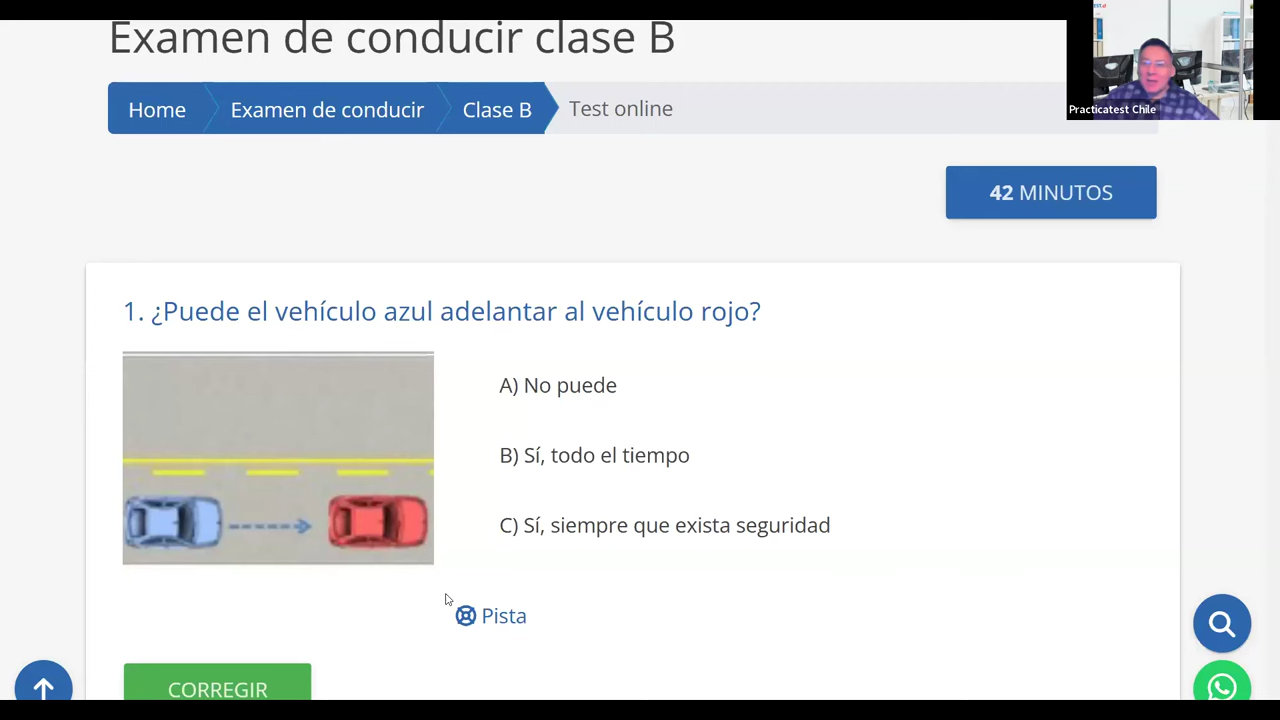 Examen de conducir clase B
Home Examen de conducir Clase B Test online
Practicatest Chile
42 MINUTOS
1. ¿Puede el vehículo azul adelantar al vehículo rojo?
A) No puede
B) Sí, todo el tiempo
C) Sí, siempre que exista seguridad
Pista
CORREGIR